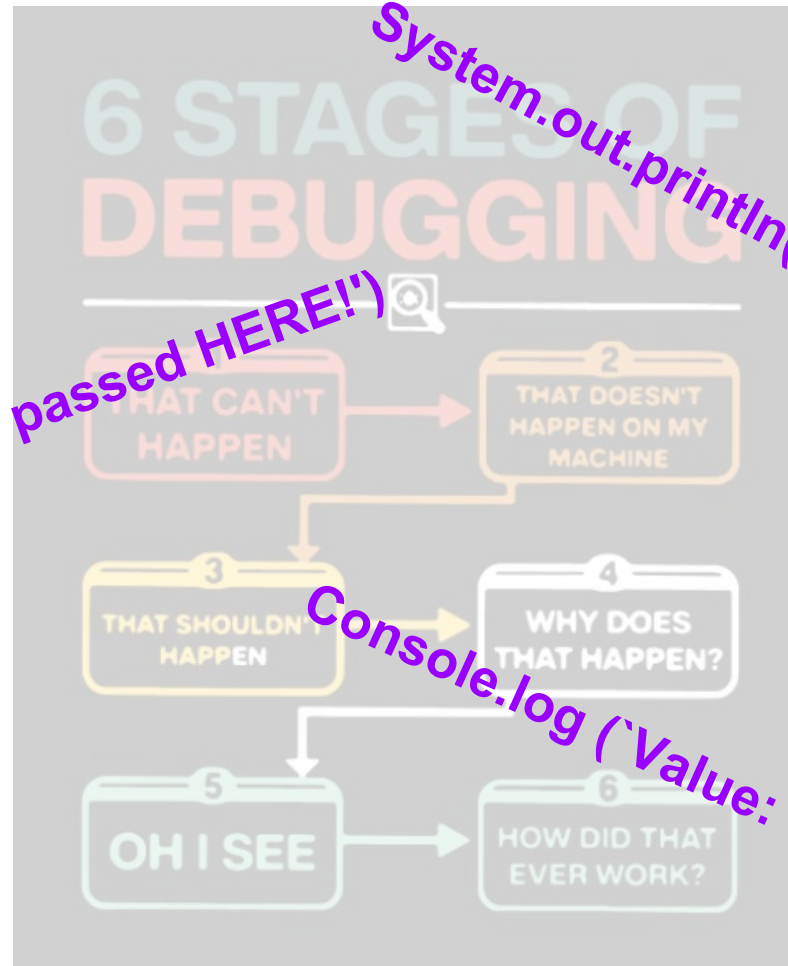 System.out.println(
6 STAGES OF
DEBUGGING
passed HERE!')
1
THAT CAN'T
HAPPEN
2
THAT DOESN'T
HAPPEN ON MY
MACHINE
3
THAT SHOULDN'T
HAPPEN
4
WHY DOES
THAT HAPPEN?
Console.log (`Value:
5
OH I SEE
6
HOW DID THAT
EVER WORK?